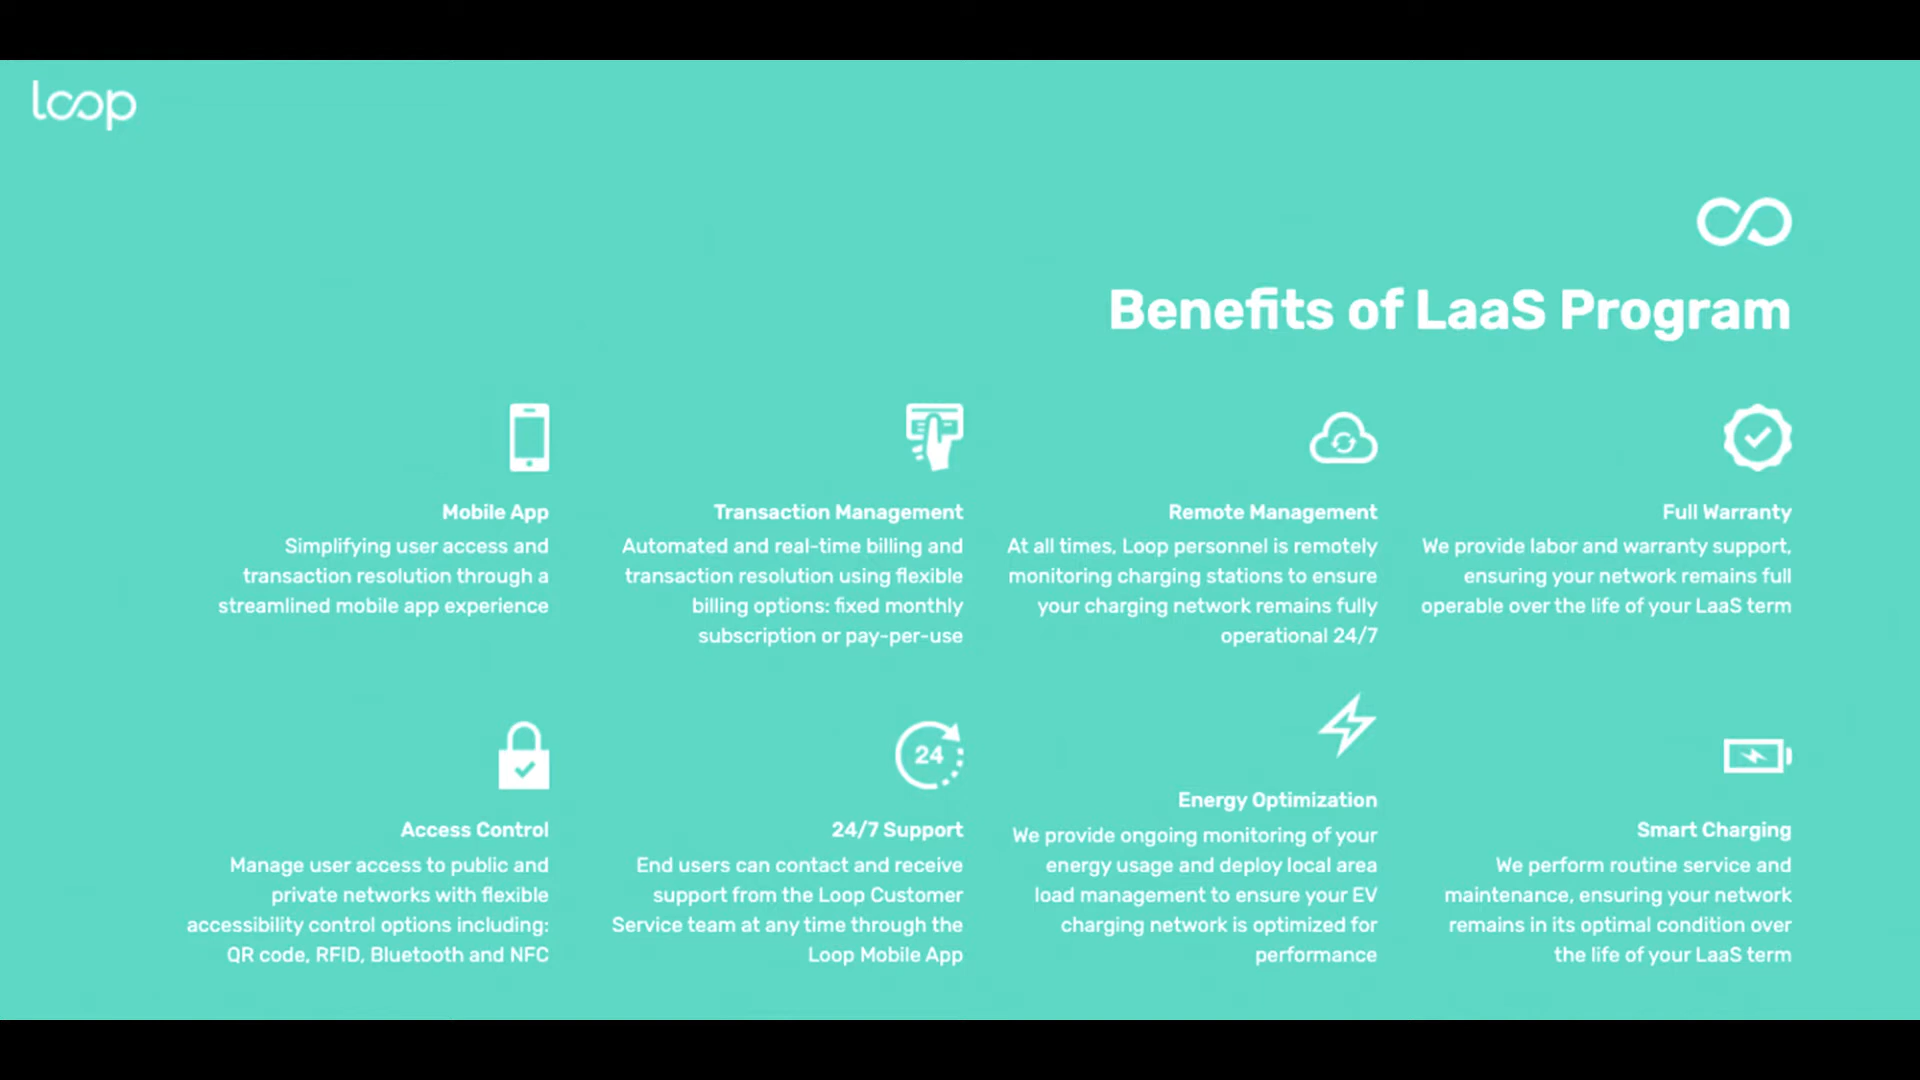 loop
Benefits of LaaS Program
Mobile App
Simplifying user access and
transaction resolution through a
streamlined mobile app experience
Transaction Management
Automated and real-time billing and
transaction resolution using flexible
billing options: fixed monthly
subscription or pay-per-use
Remote Management
At all times, Loop personnel is remotely
monitoring charging stations to ensure
your charging network remains fully
operational 24/7
Full Warranty
We provide labor and warranty support,
ensuring your network remains full
operable over the life of your LaaS term
Access Control
Manage user access to public and
private networks with flexible
accessibility control options including:
QR code, RFID, Bluetooth and NFC
24
24/7 Support
End users can contact and receive
support from the Loop Customer
Service team at any time through the
Loop Mobile App
Energy Optimization
We provide ongoing monitoring of your
energy usage and deploy local area
load management to ensure your EV
charging network is optimized for
performance
Smart Charging
We perform routine service and
maintenance, ensuring your network
remains in its optimal condition over
the life of your LaaS term